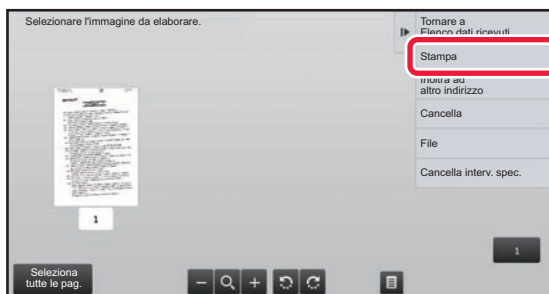 Selezionare l'immagine da elaborare.
Tornare a
Elenco dati ricevuti
Stampa
Inoltra ad
altro indirizzo
Cancella
File
Cancella interv. spec.
1
1
Seleziona
tutte le pag.